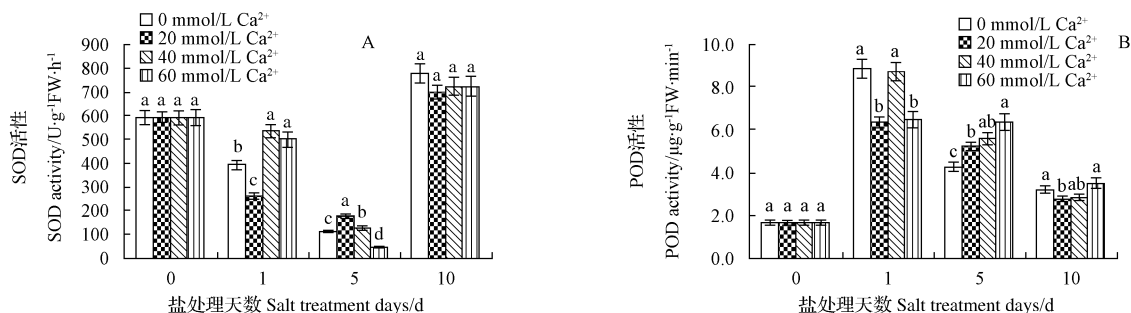 0 mmol/L Ca²⁺
20 mmol/L Ca²⁺
40 mmol/L Ca²⁺
60 mmol/L Ca²⁺
A
SOD活性
SOD activity/U·g⁻¹FW·h⁻¹
900
800
700
600
500
400
300
200
100
0
a a a a
b c a a
c a b d
a a a a
0 1 5 10
盐处理天数 Salt treatment days/d
0 mmol/L Ca²⁺
20 mmol/L Ca²⁺
40 mmol/L Ca²⁺
60 mmol/L Ca²⁺
B
POD活性
POD activity/μg·g⁻¹FW·min⁻¹
10.0
8.0
6.0
4.0
2.0
0
a a a a
a b a b
c b ab a
a b ab a
0 1 5 10
盐处理天数 Salt treatment days/d